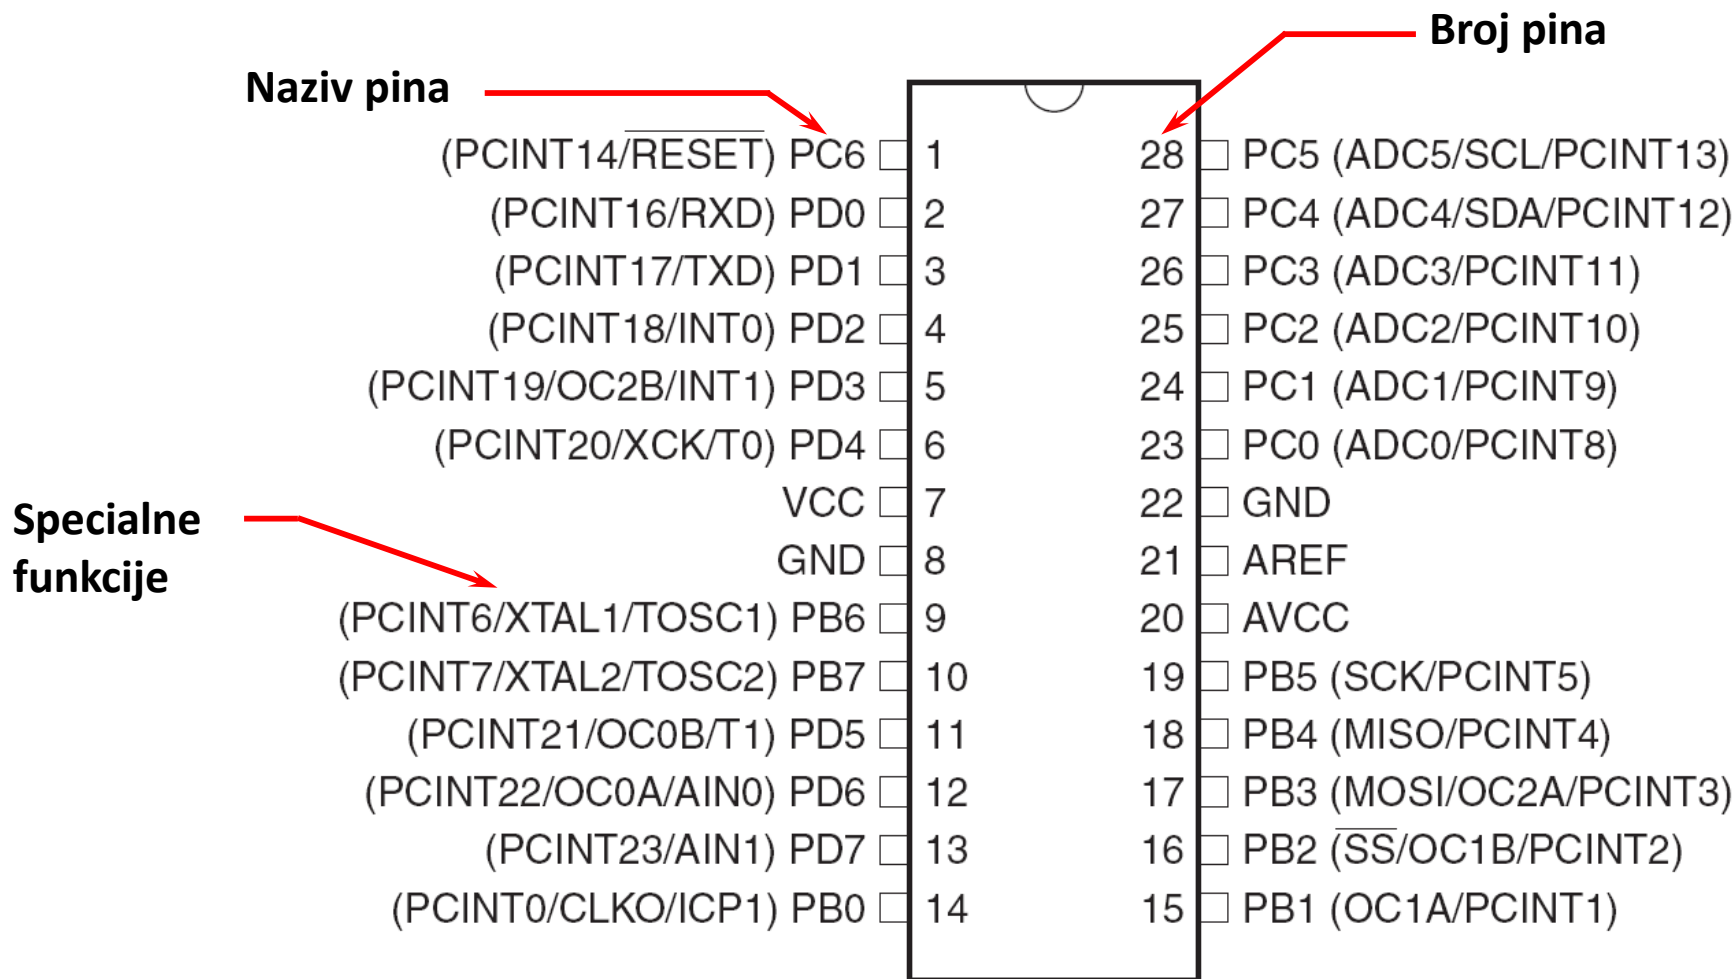 Broj pina
Naziv pina
(PCINT14/RESET) PC6 1 28 PC5 (ADC5/SCL/PCINT13)
(PCINT16/RXD) PD0 2 27 PC4 (ADC4/SDA/PCINT12)
(PCINT17/TXD) PD1 3 26 PC3 (ADC3/PCINT11)
(PCINT18/INT0) PD2 4 25 PC2 (ADC2/PCINT10)
(PCINT19/OC2B/INT1) PD3 5 24 PC1 (ADC1/PCINT9)
(PCINT20/XCK/T0) PD4 6 23 PC0 (ADC0/PCINT8)
VCC 7 22 GND
Specialne
funkcije
GND 8 21 AREF
(PCINT6/XTAL1/TOSC1) PB6 9 20 AVCC
(PCINT7/XTAL2/TOSC2) PB7 10 19 PB5 (SCK/PCINT5)
(PCINT21/OC0B/T1) PD5 11 18 PB4 (MISO/PCINT4)
(PCINT22/OC0A/AIN0) PD6 12 17 PB3 (MOSI/OC2A/PCINT3)
(PCINT23/AIN1) PD7 13 16 PB2 (SS/OC1B/PCINT2)
(PCINT0/CLKO/ICP1) PB0 14 15 PB1 (OC1A/PCINT1)